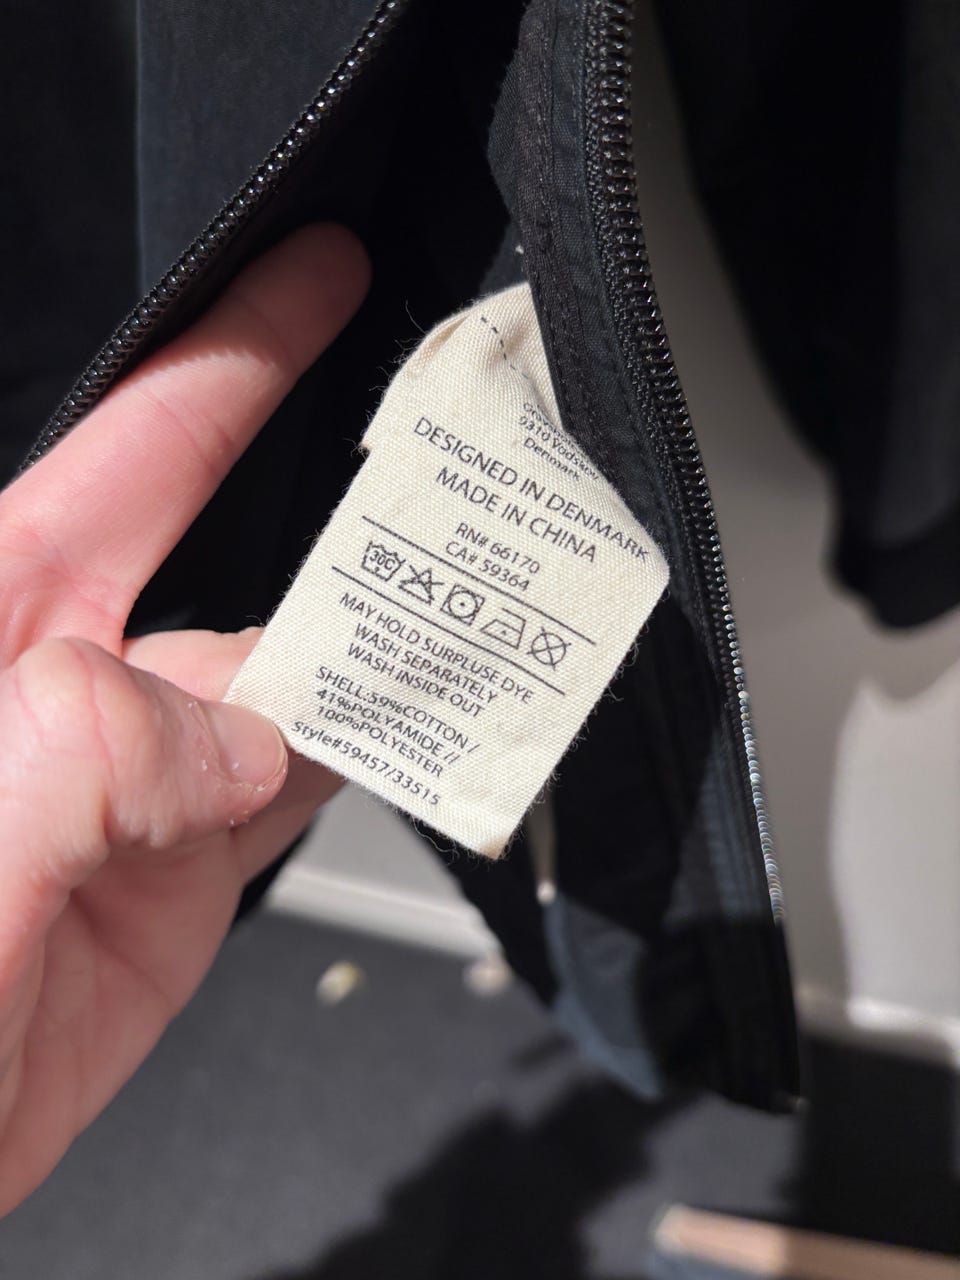 9310 Vodskov
Denmark
DESIGNED IN DENMARK
MADE IN CHINA
RN# 66170
CA# 59364
30C
MAY HOLD SURPLUSE DYE
WASH SEPARATELY
WASH INSIDE OUT
SHELL:59%COTTON /
41%POLYAMIDE //
100%POLYESTER
Style#59457/33515